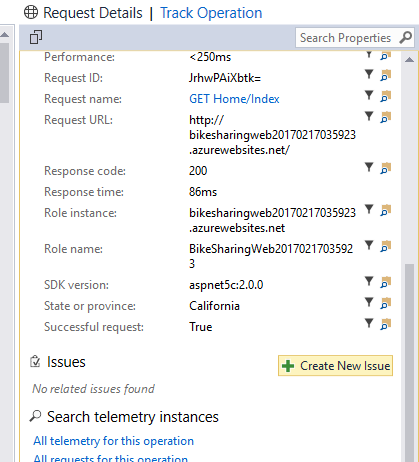 Request Details | Track Operation
Search Properties
Performance: <250ms
Request ID: JrhwPAiXbtk=
Request name: GET Home/Index
Request URL: http://
bikesharingweb20170217035923
.azurewebsites.net/
Response code: 200
Response time: 86ms
Role instance: bikesharingweb20170217035923
.azurewebsites.net
Role name: BikeSharingWeb2017021703592
3
SDK version: aspnet5c:2.0.0
State or province: California
Successful request: True
Issues
Create New Issue
No related issues found
Search telemetry instances
All telemetry for this operation
All requests for this operation